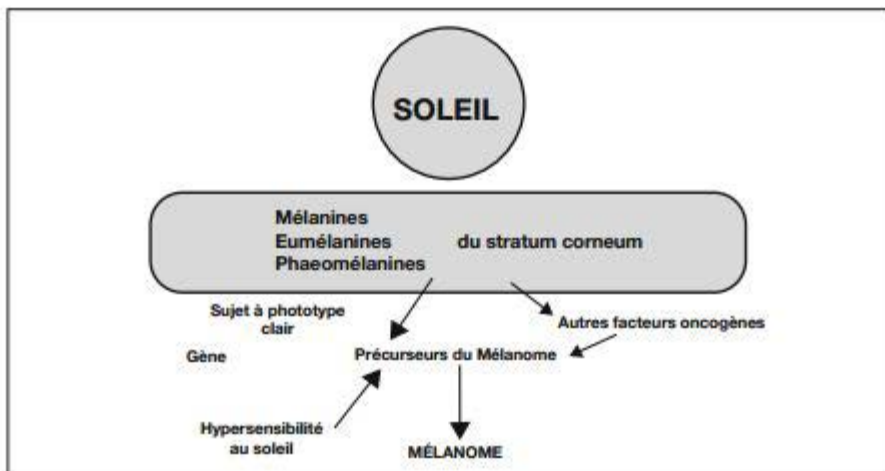 SOLEIL
Mélanines
Eumélanines du stratum corneum
Phaeomélanines
Sujet à phototype
clair
Autres facteurs oncogènes
Gène
Précurseurs du Mélanome
Hypersensibilité
au soleil
MÉLANOME